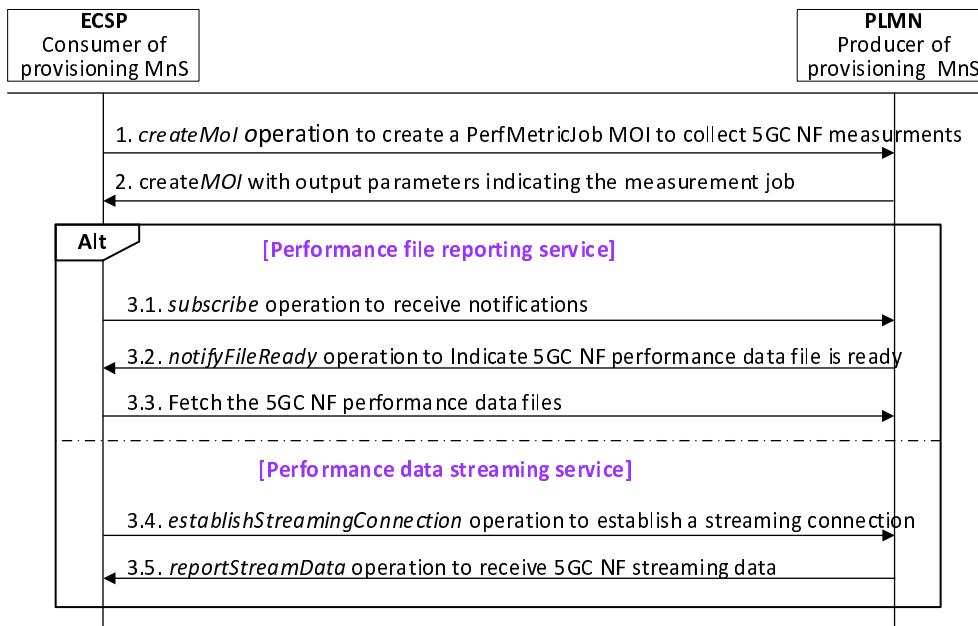 ECSP
Consumer of
provisioning MnS
PLMN
Producer of
provisioning MnS
1. createMoI operation to create a PerfMetricJob MOI to collect 5GC NF measurments
2. createMOI with output parameters indicating the measurement job
Alt
[Performance file reporting service]
3.1. subscribe operation to receive notifications
3.2. notifyFileReady operation to Indicate 5GC NF performance data file is ready
3.3. Fetch the 5GC NF performance data files
[Performance data streaming service]
3.4. establishStreamingConnection operation to establish a streaming connection
3.5. reportStreamData operation to receive 5GC NF streaming data